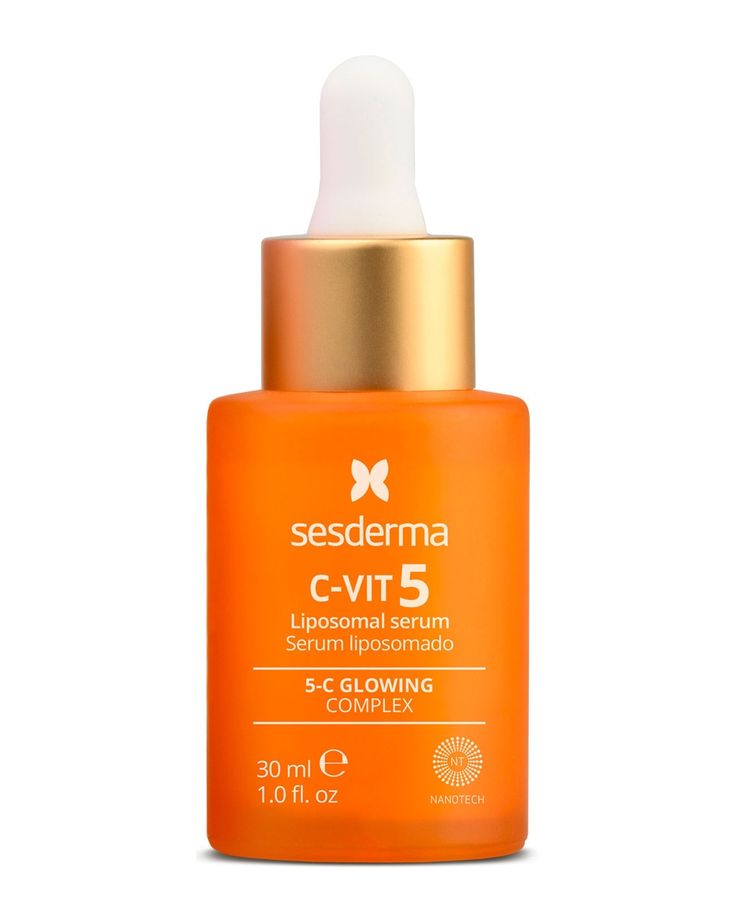 sesderma
C-VIT 5
Liposomal serum
Serum liposomado
5-C GLOWING
COMPLEX
30 ml ℮
1.0 fl. oz
NT
NANOTECH